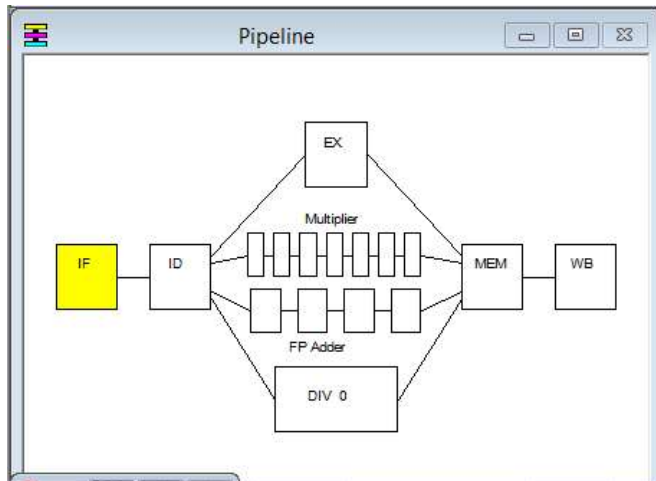 Pipeline
EX
Multiplier
IF
ID
MEM
WB
FP Adder
DIV 0